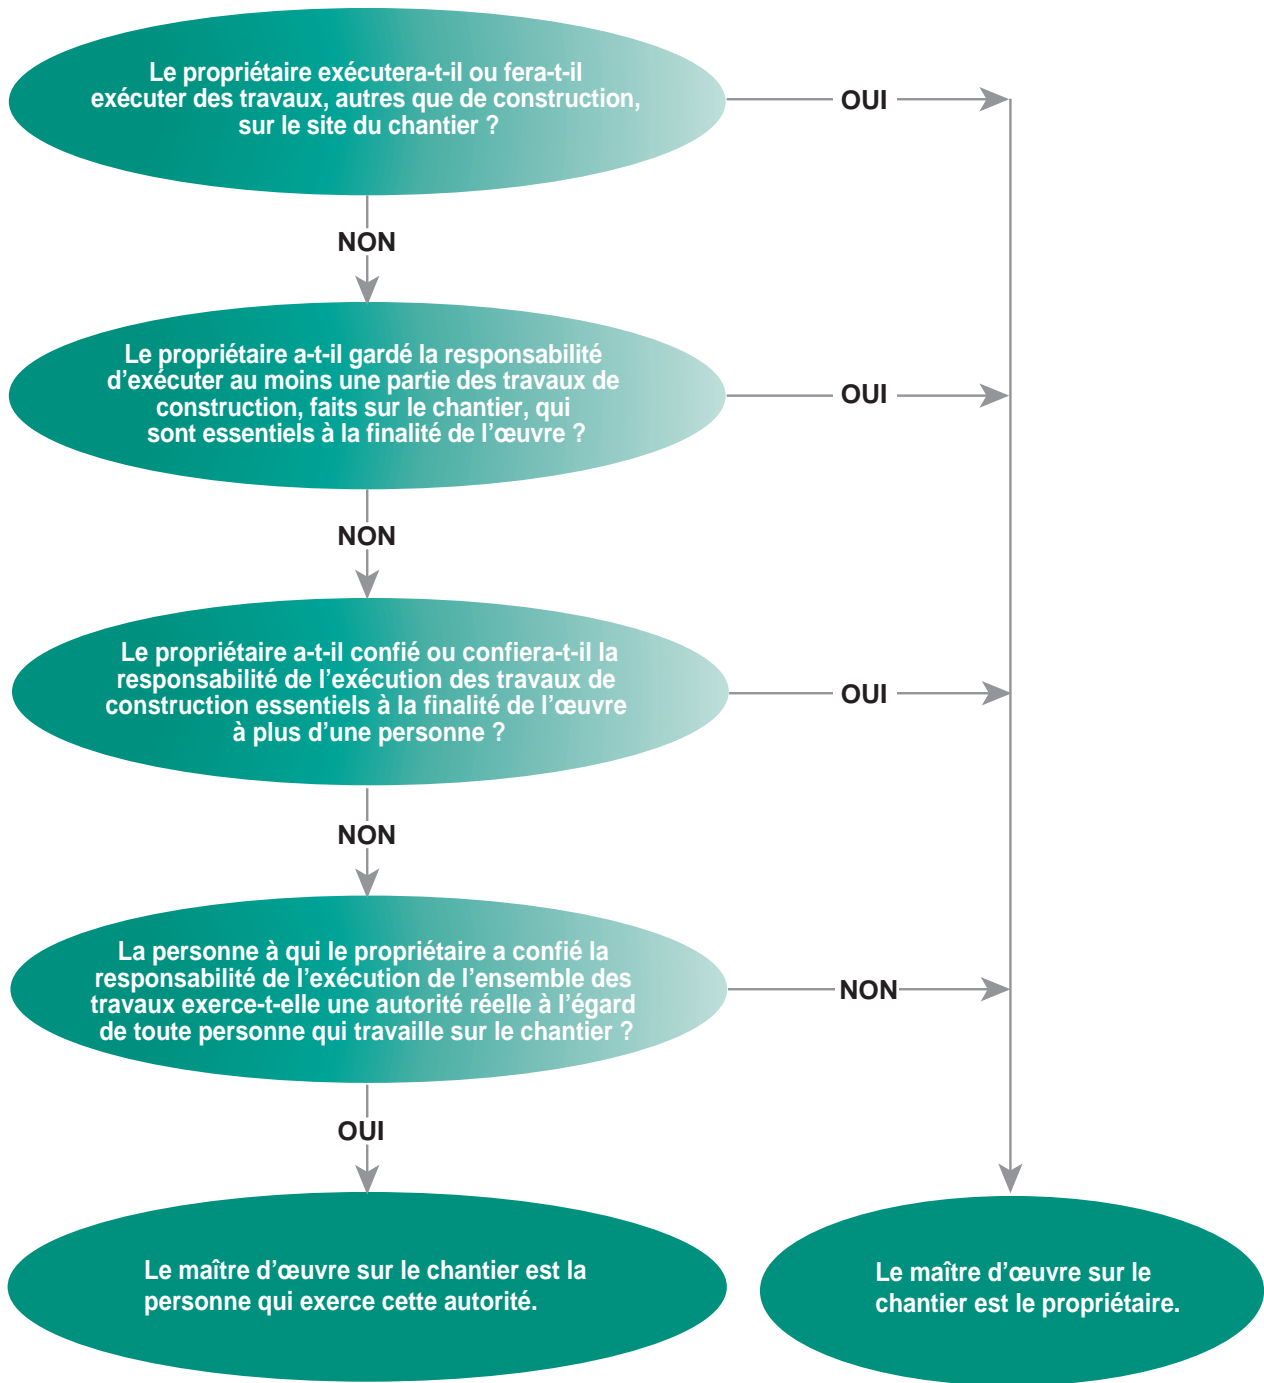 Le propriétaire exécutera-t-il ou fera-t-il
exécuter des travaux, autres que de construction,
sur le site du chantier ?
OUI
NON
Le propriétaire a-t-il gardé la responsabilité
d’exécuter au moins une partie des travaux de
construction, faits sur le chantier, qui
sont essentiels à la finalité de l’œuvre ?
OUI
NON
Le propriétaire a-t-il confié ou confiera-t-il la
responsabilité de l’exécution des travaux de
construction essentiels à la finalité de l’œuvre
à plus d’une personne ?
OUI
NON
La personne à qui le propriétaire a confié la
responsabilité de l’exécution de l’ensemble des
travaux exerce-t-elle une autorité réelle à l’égard
de toute personne qui travaille sur le chantier ?
NON
OUI
Le maître d’œuvre sur le chantier est la
personne qui exerce cette autorité.
Le maître d’œuvre sur le
chantier est le propriétaire.